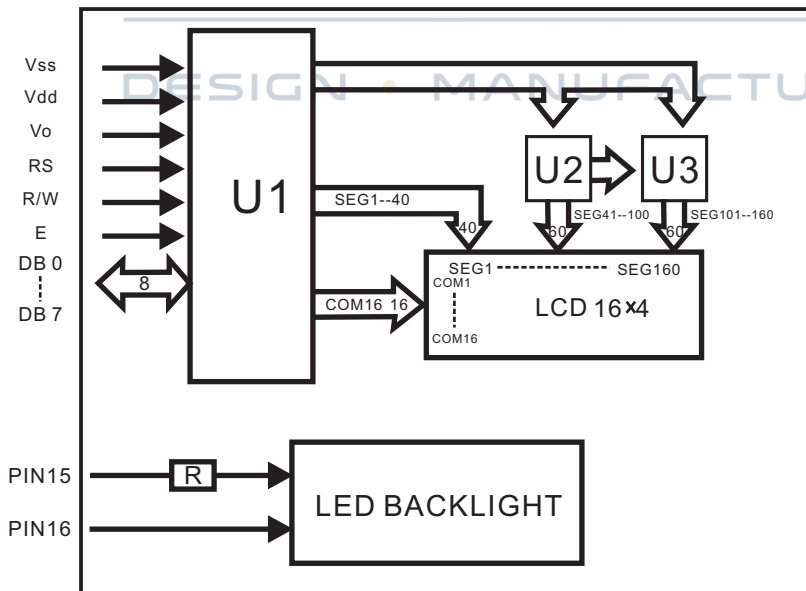 DESIGN • MANUFACTU
Vss
Vdd
Vo
RS
R/W
E
DB 0
DB 7
8
U1
U2
U3
SEG1--40
40
SEG41--100
60
SEG101--160
60
COM16 16
SEG1 SEG160
COM1
COM16
LCD 16×4
PIN15
R
PIN16
LED BACKLIGHT